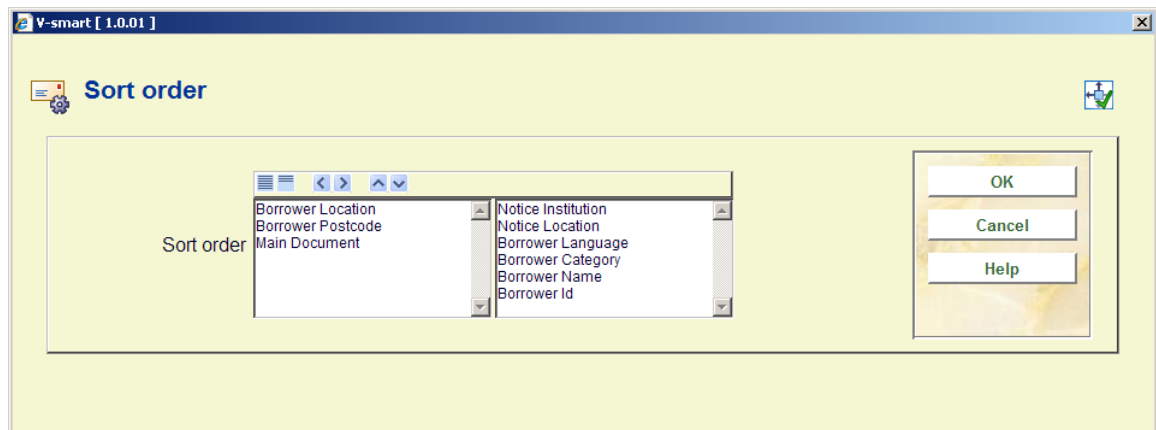 V-smart [ 1.0.01 ]
Sort order
Sort order
Borrower Location
Borrower Postcode
Main Document
Notice Institution
Notice Location
Borrower Language
Borrower Category
Borrower Name
Borrower Id
OK
Cancel
Help